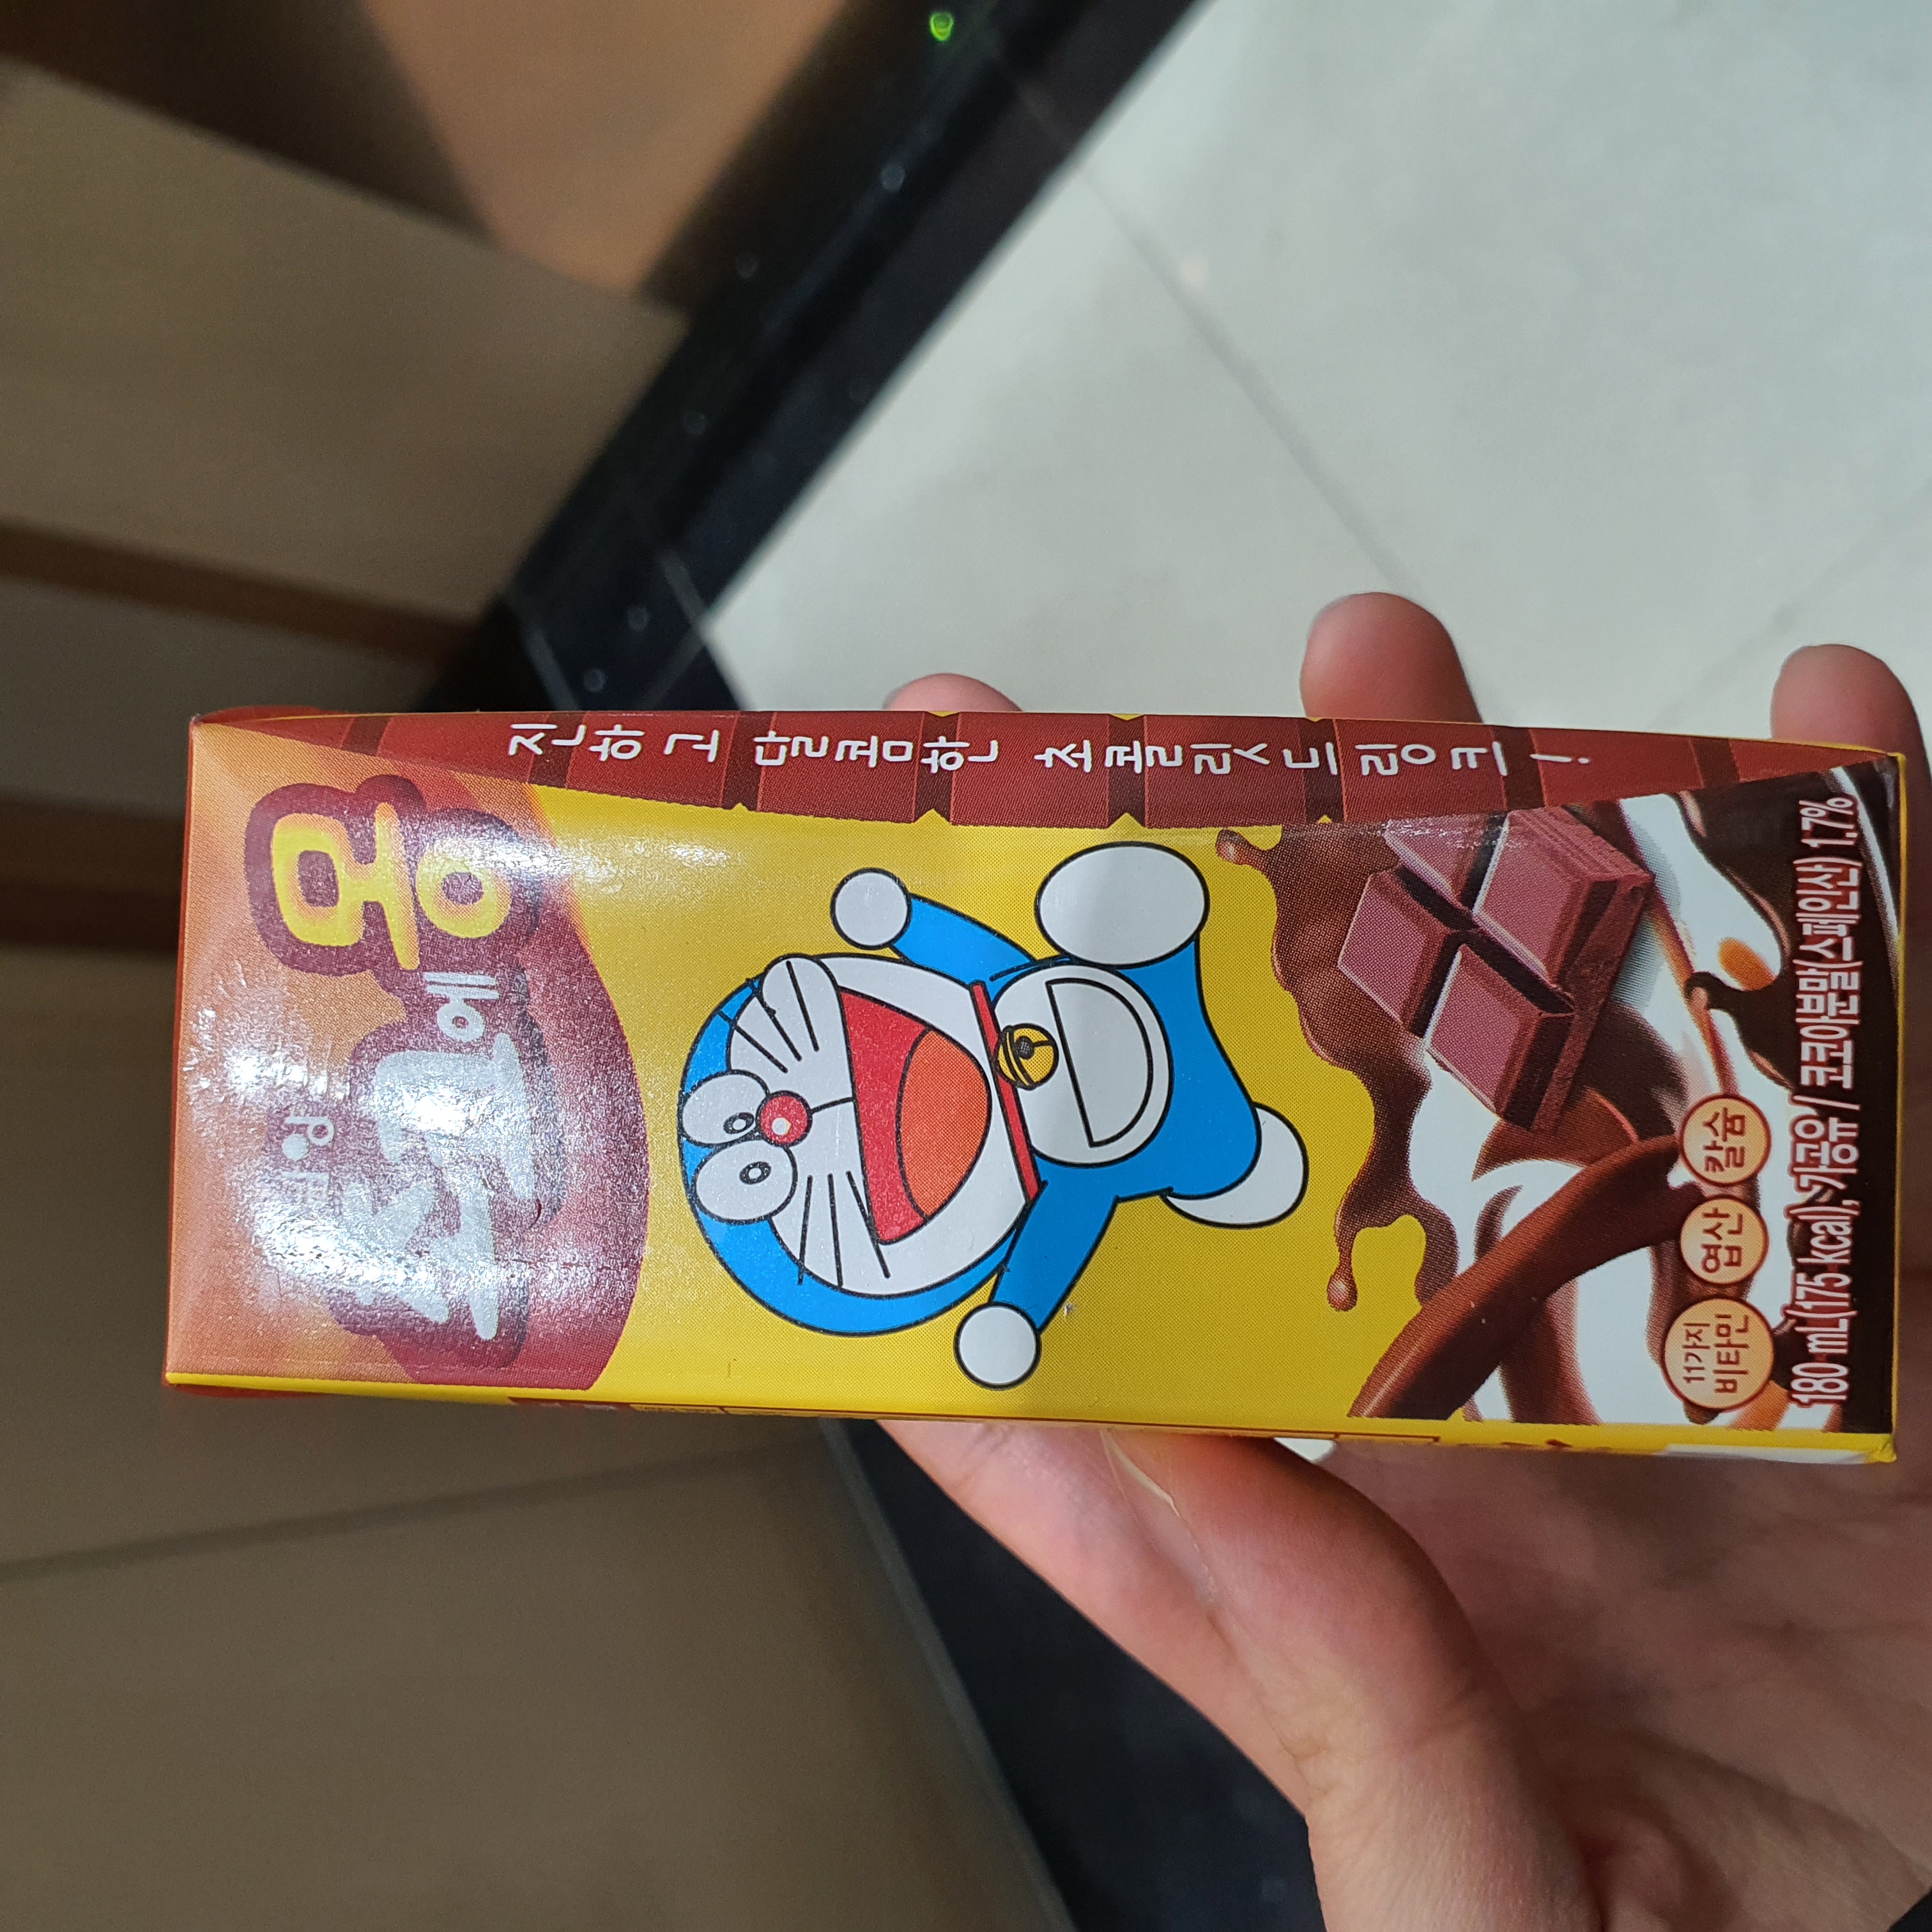 초코에몽
진하고 달콤한 초콜릿드링크!
11가지
비타민
엽산
칼슘
180 mL(175 kcal), 가공유 / 코코아분말(스페인산) 1.7%